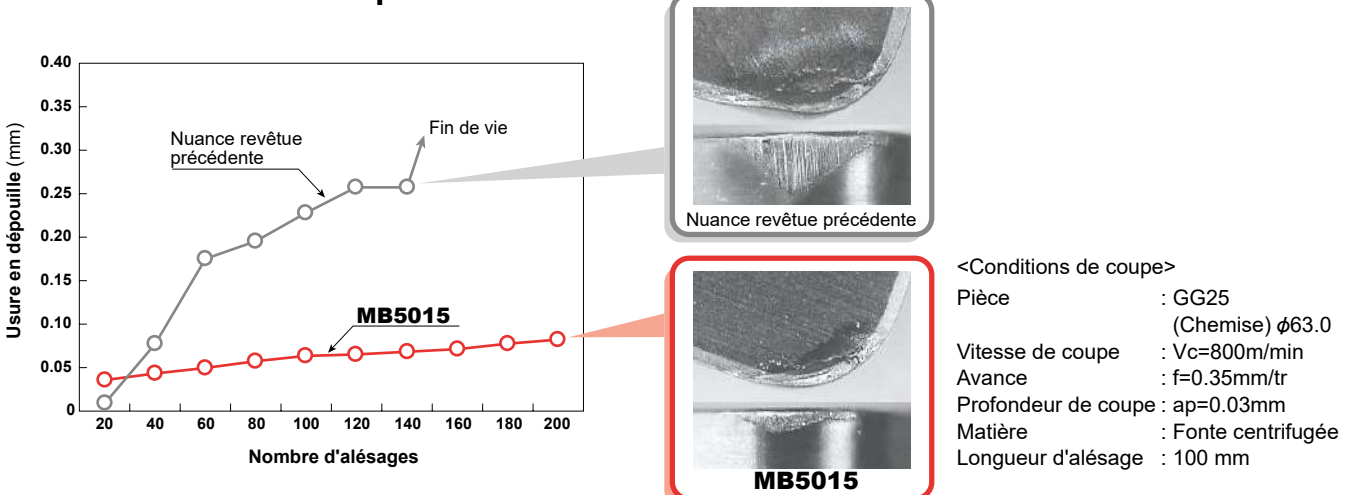 0.40
0.35
0.30
0.25
0.20
0.15
0.10
0.05
0
Usure en dépouille (mm)
20 40 60 80 100 120 140 160 180 200
Nombre d'alésages
Nuance revêtue
précédente
Fin de vie
MB5015
Nuance revêtue précédente
MB5015
<Conditions de coupe>
Pièce : GG25
(Chemise) ϕ63.0
Vitesse de coupe : Vc=800m/min
Avance : f=0.35mm/tr
Profondeur de coupe : ap=0.03mm
Matière : Fonte centrifugée
Longueur d'alésage : 100 mm